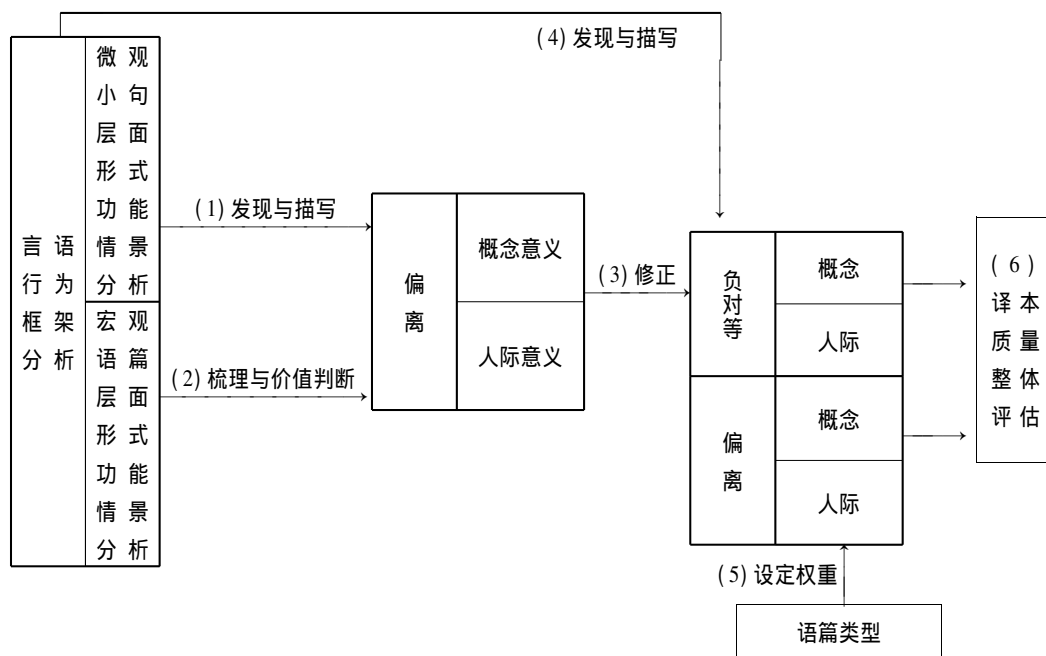 (4) 发现与描写
言语
行为
框架
分析
微观
小句
层面
形式
功能
情景
分析
宏观
语篇
层面
形式
功能
情景
分析
(1) 发现与描写
(2) 梳理与价值判断
偏
离
概念意义
人际意义
(3) 修正
负
对
等
概念
人际
偏
离
概念
人际
(5) 设定权重
语篇类型
(6)
译本
质量
整体
评估